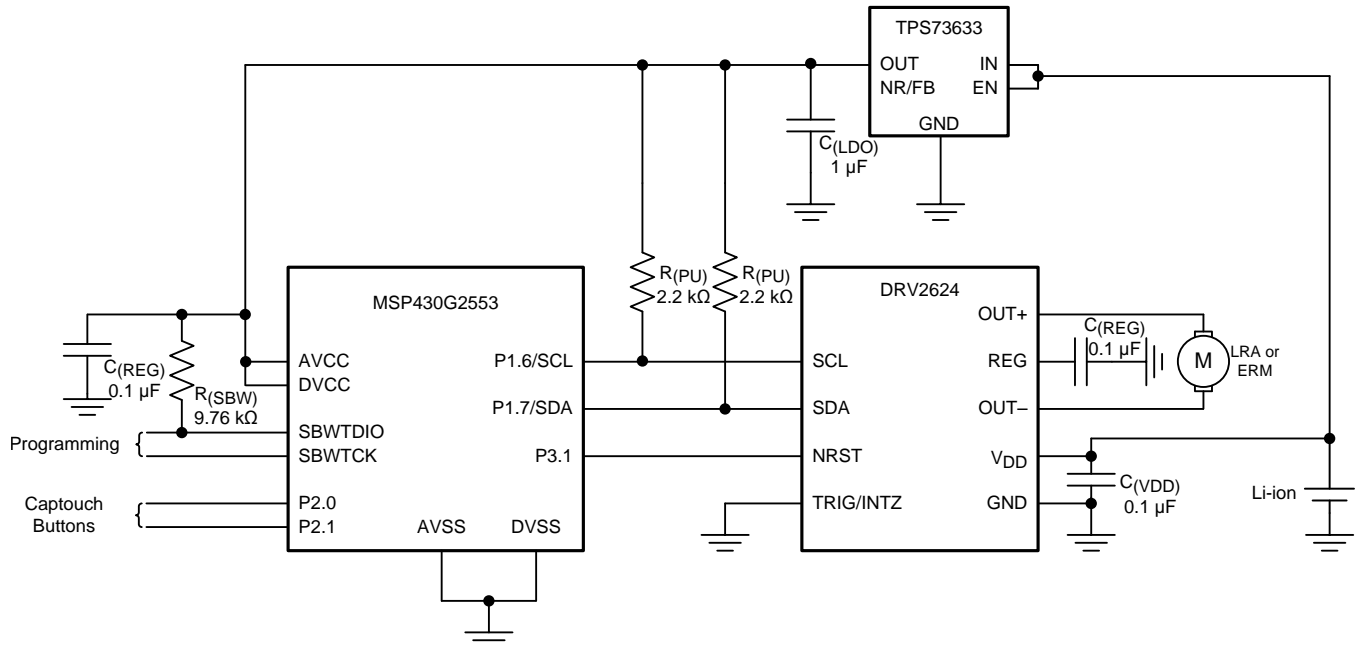 TPS73633
OUT
IN
NR/FB
EN
GND
C(LDO)
1 µF
R(PU)
2.2 kΩ
R(PU)
2.2 kΩ
MSP430G2553
AVCC
DVCC
P1.6/SCL
P1.7/SDA
SBWTDIO
SBWTCK
P3.1
P2.0
P2.1
AVSS
DVSS
C(REG)
0.1 µF
R(SBW)
9.76 kΩ
Programming
Captouch
Buttons
DRV2624
OUT+
SCL
REG
SDA
OUT–
NRST
VDD
TRIG/INTZ
GND
C(REG)
0.1 µF
M
LRA or
ERM
C(VDD)
0.1 µF
Li-ion